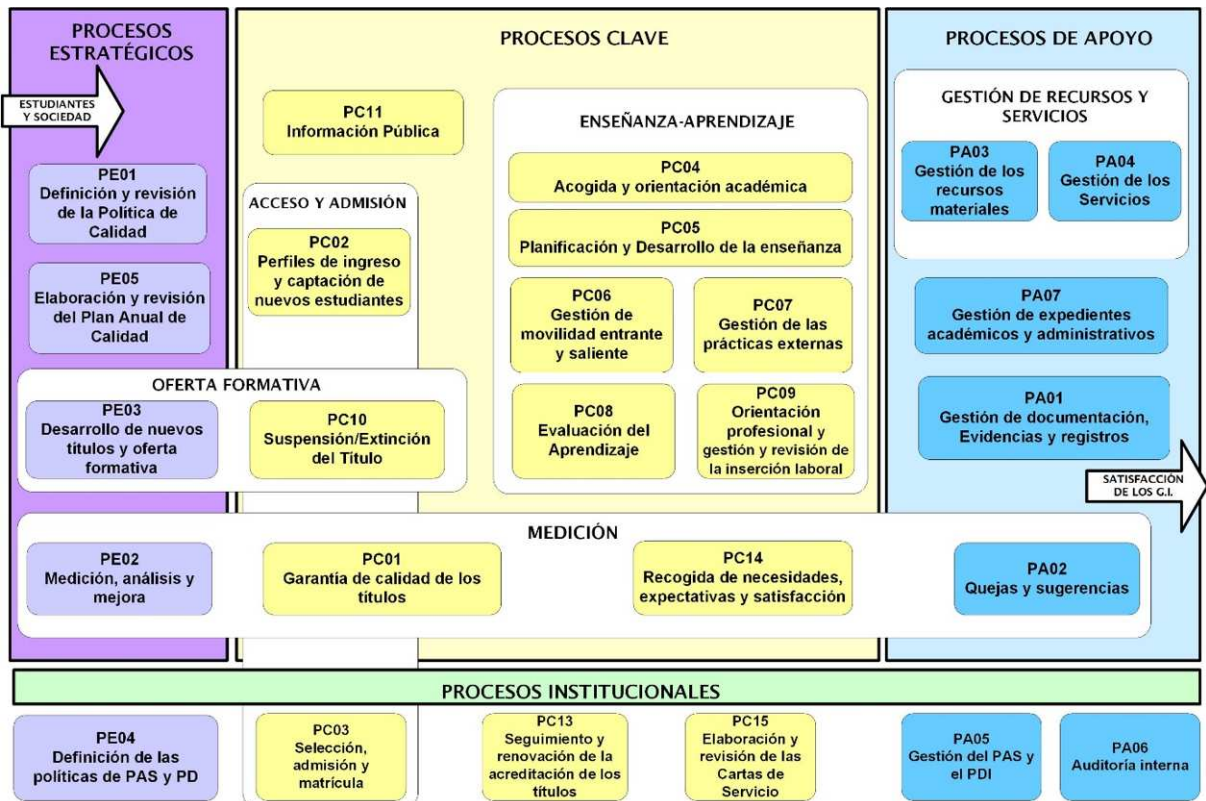 PROCESOS
ESTRATÉGICOS
ESTUDIANTES
Y SOCIEDAD
PE01
Definición y revisión
de la Política de
Calidad
PE05
Elaboración y revisión
del Plan Anual de
Calidad
OFERTA FORMATIVA
PE03
Desarrollo de nuevos
títulos y oferta
formativa
PC10
Suspensión/Extinción
del Título
PROCESOS CLAVE
PC11
Información Pública
ACCESO Y ADMISIÓN
PC02
Perfiles de ingreso
y captación de
nuevos estudiantes
ENSEÑANZA-APRENDIZAJE
PC04
Acogida y orientación académica
PC05
Planificación y Desarrollo de la enseñanza
PC06
Gestión de
movilidad entrante
y saliente
PC07
Gestión de las
prácticas externas
PC08
Evaluación del
Aprendizaje
PC09
Orientación
profesional y
gestión y revisión de
la inserción laboral
PROCESOS DE APOYO
GESTIÓN DE RECURSOS Y
SERVICIOS
PA03
Gestión de los
recursos
materiales
PA04
Gestión de los
Servicios
PA07
Gestión de expedientes
académicos y administrativos
PA01
Gestión de documentación,
Evidencias y registros
SATISFACCIÓN
DE LOS G.I.
MEDICIÓN
PE02
Medición, análisis y
mejora
PC01
Garantía de calidad de los
títulos
PC14
Recogida de necesidades,
expectativas y satisfacción
PA02
Quejas y sugerencias
PROCESOS INSTITUCIONALES
PE04
Definición de las
políticas de PAS y PD
PC03
Selección,
admisión y
matrícula
PC13
Seguimiento y
renovación de la
acreditación de los
títulos
PC15
Elaboración y
revisión de las
Cartas de
Servicio
PA05
Gestión del PAS y
el PDI
PA06
Auditoría interna